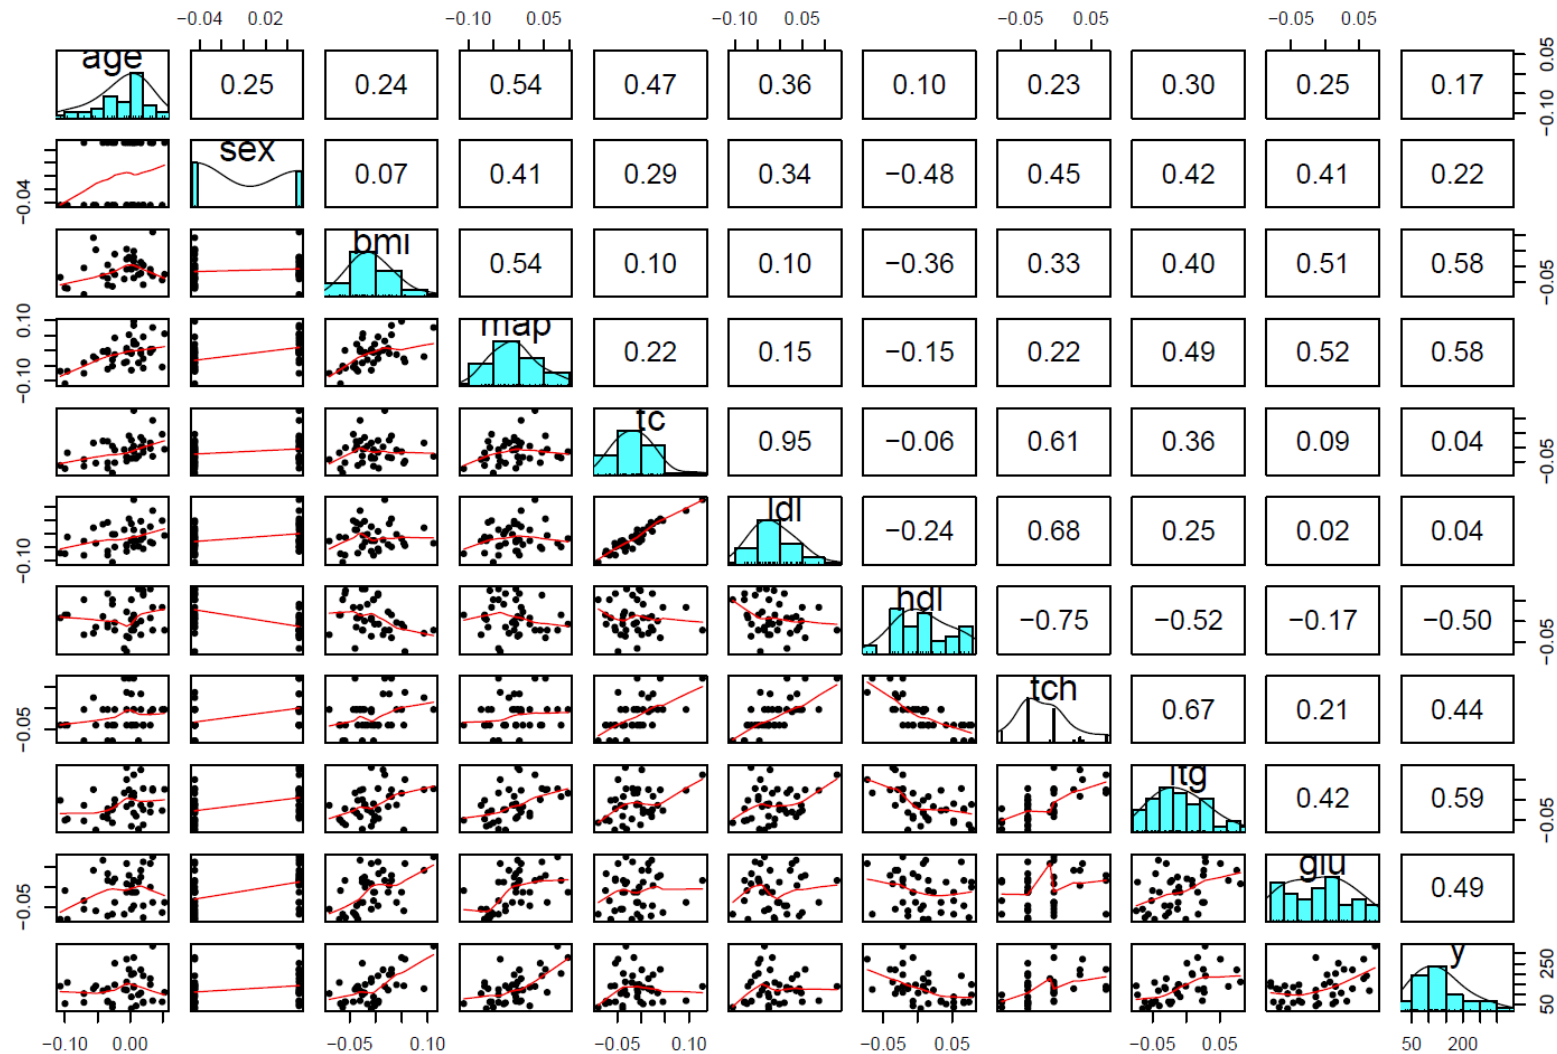 −0.04 0.02 −0.10 0.05 −0.05 0.05 −0.05 0.05
age 0.25 0.24 0.54 0.47 0.36 0.10 0.23 0.30 0.25 0.17 −0.10 0.05
−0.04 sex 0.07 0.41 0.29 0.34 −0.48 0.45 0.42 0.41 0.22
bmi 0.54 0.10 0.10 −0.36 0.33 0.40 0.51 0.58 −0.05
−0.10 0.10 map 0.22 0.15 −0.15 0.22 0.49 0.52 0.58
tc 0.95 −0.06 0.61 0.36 0.09 0.04 −0.05
−0.10 ldl −0.24 0.68 0.25 0.02 0.04
hdl −0.75 −0.52 −0.17 −0.50 −0.05
−0.05 tch 0.67 0.21 0.44
ltg 0.42 0.59 −0.05
−0.05 glu 0.49
y 50 250
−0.10 0.00 −0.05 0.10 −0.05 0.10 −0.05 0.05 −0.05 0.05 50 200